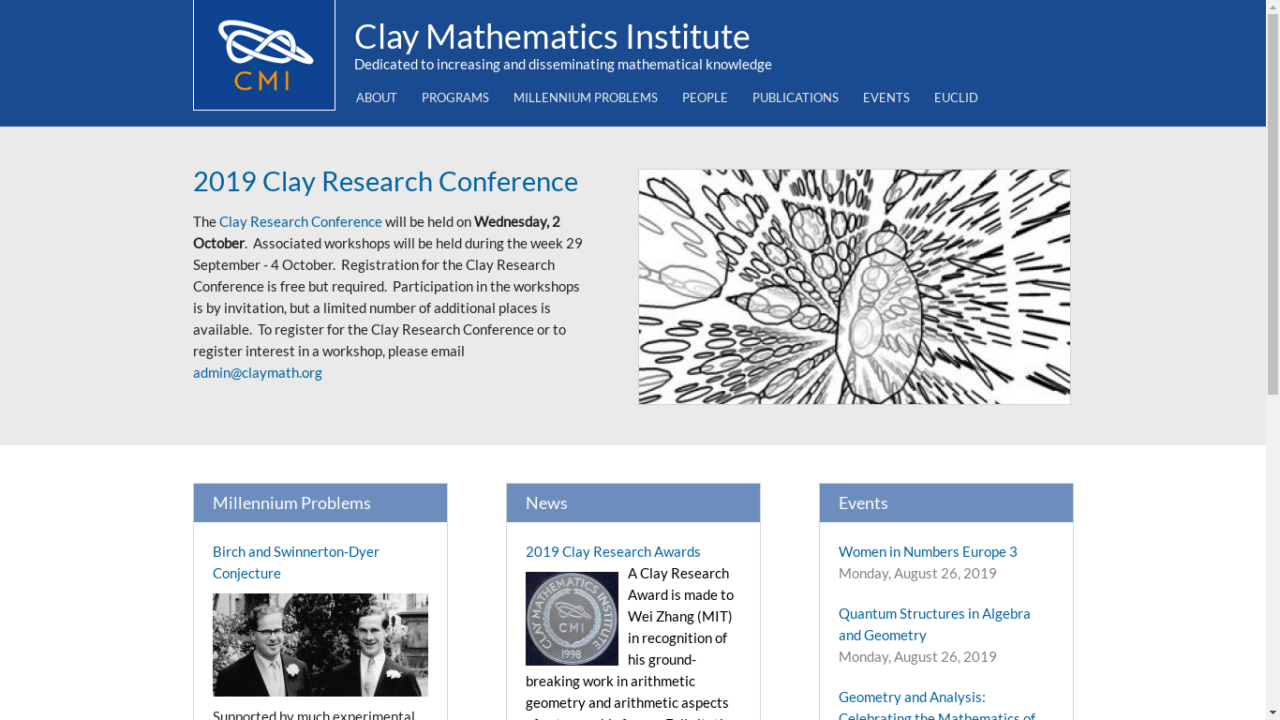 CMI
Clay Mathematics Institute
Dedicated to increasing and disseminating mathematical knowledge
ABOUT PROGRAMS MILLENNIUM PROBLEMS PEOPLE PUBLICATIONS EVENTS EUCLID
2019 Clay Research Conference
The Clay Research Conference will be held on Wednesday, 2
October.  Associated workshops will be held during the week 29
September - 4 October.  Registration for the Clay Research
Conference is free but required.  Participation in the workshops
is by invitation, but a limited number of additional places is
available.  To register for the Clay Research Conference or to
register interest in a workshop, please email
admin@claymath.org
Millennium Problems
Birch and Swinnerton-Dyer
Conjecture
Supported by much experimental
News
2019 Clay Research Awards
CLAY MATHEMATICS INSTITUTE
CMI
1998
A Clay Research
Award is made to
Wei Zhang (MIT)
in recognition of
his ground-
breaking work in arithmetic
geometry and arithmetic aspects
Events
Women in Numbers Europe 3
Monday, August 26, 2019
Quantum Structures in Algebra
and Geometry
Monday, August 26, 2019
Geometry and Analysis:
Celebrating the Mathematics of